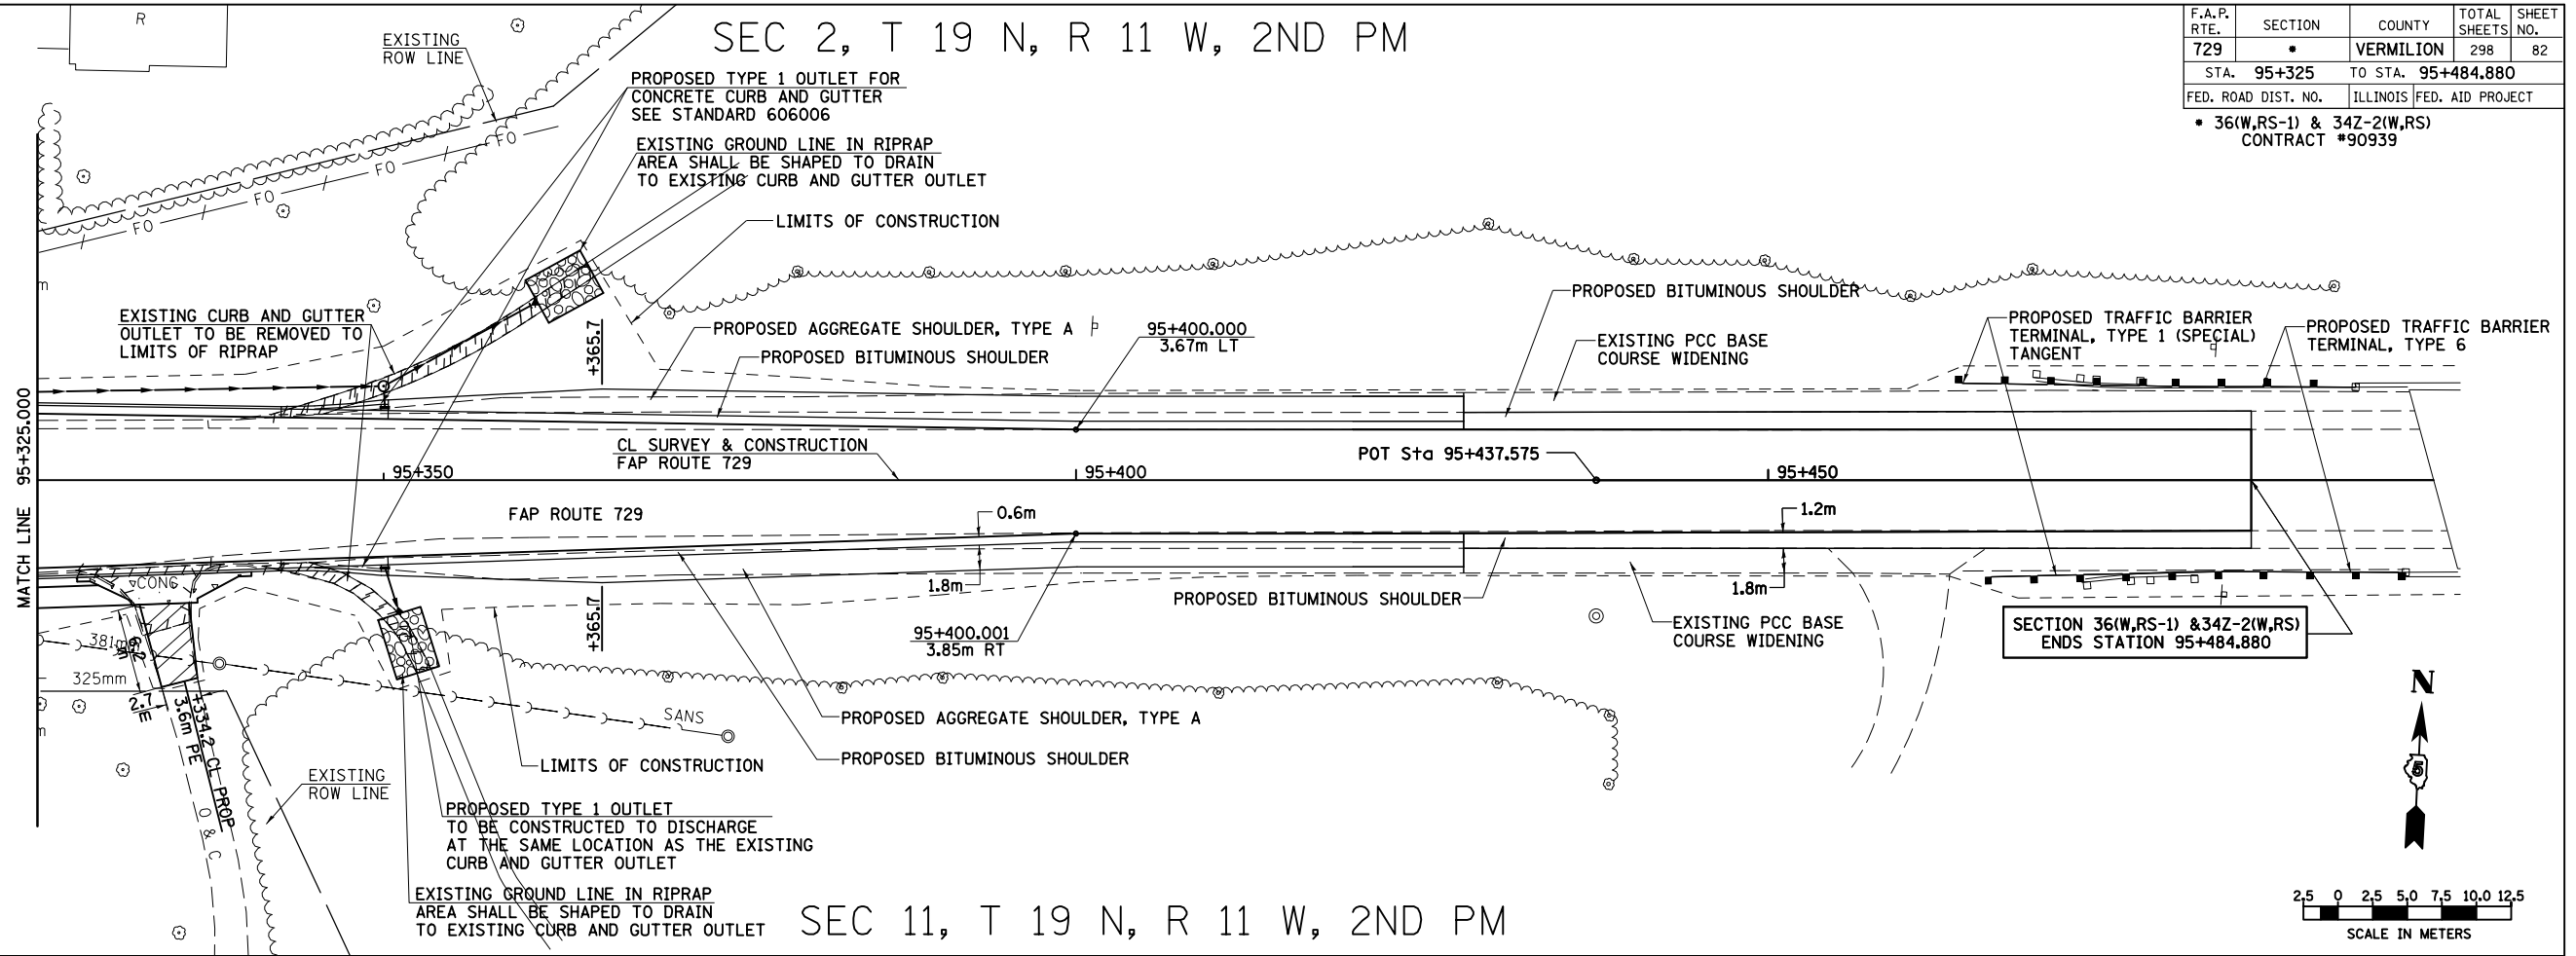 R
EXISTING
ROW LINE
SEC 2, T 19 N, R 11 W, 2ND PM
F.A.P. RTE. SECTION COUNTY TOTAL SHEETS SHEET NO.
729 * VERMILION 298 82
STA. 95+325 TO STA. 95+484.880
FED. ROAD DIST. NO. ILLINOIS FED. AID PROJECT
* 36(W,RS-1) & 34Z-2(W,RS)
CONTRACT #90939
PROPOSED TYPE 1 OUTLET FOR
CONCRETE CURB AND GUTTER
SEE STANDARD 606006
EXISTING GROUND LINE IN RIPRAP
AREA SHALL BE SHAPED TO DRAIN
TO EXISTING CURB AND GUTTER OUTLET
FO
FO
FO
FO
LIMITS OF CONSTRUCTION
m
EXISTING CURB AND GUTTER
OUTLET TO BE REMOVED TO
LIMITS OF RIPRAP
+365.7
PROPOSED AGGREGATE SHOULDER, TYPE A
PROPOSED BITUMINOUS SHOULDER
95+400.000
3.67m LT
PROPOSED BITUMINOUS SHOULDER
EXISTING PCC BASE
COURSE WIDENING
PROPOSED TRAFFIC BARRIER
TERMINAL, TYPE 1 (SPECIAL)
TANGENT
PROPOSED TRAFFIC BARRIER
TERMINAL, TYPE 6
MATCH LINE 95+325.000
CL SURVEY & CONSTRUCTION
FAP ROUTE 729
95+350
95+400
POT Sta 95+437.575
95+450
FAP ROUTE 729
0.6m
1.2m
1.8m
1.8m
CONC
381m
6.2
m
325mm
2.7
m
3.6m PE
+334.2 CL PROP
+365.7
95+400.001
3.85m RT
PROPOSED BITUMINOUS SHOULDER
EXISTING PCC BASE
COURSE WIDENING
SECTION 36(W,RS-1) &34Z-2(W,RS)
ENDS STATION 95+484.880
SANS
PROPOSED AGGREGATE SHOULDER, TYPE A
PROPOSED BITUMINOUS SHOULDER
LIMITS OF CONSTRUCTION
m
EXISTING
ROW LINE
O & C
PROPOSED TYPE 1 OUTLET
TO BE CONSTRUCTED TO DISCHARGE
AT THE SAME LOCATION AS THE EXISTING
CURB AND GUTTER OUTLET
EXISTING GROUND LINE IN RIPRAP
AREA SHALL BE SHAPED TO DRAIN
TO EXISTING CURB AND GUTTER OUTLET
SEC 11, T 19 N, R 11 W, 2ND PM
N
5
2.5 0 2.5 5.0 7.5 10.0 12.5
SCALE IN METERS